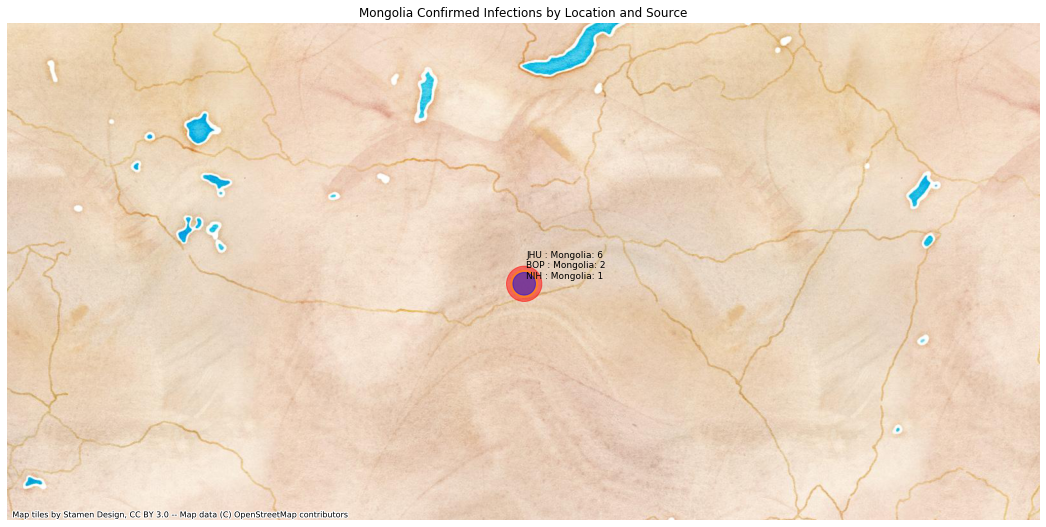 Mongolia Confirmed Infections by Location and Source
JHU : Mongolia: 6
BOP : Mongolia: 2
NIH : Mongolia: 1
Map tiles by Stamen Design, CC BY 3.0 -- Map data (C) OpenStreetMap contributors